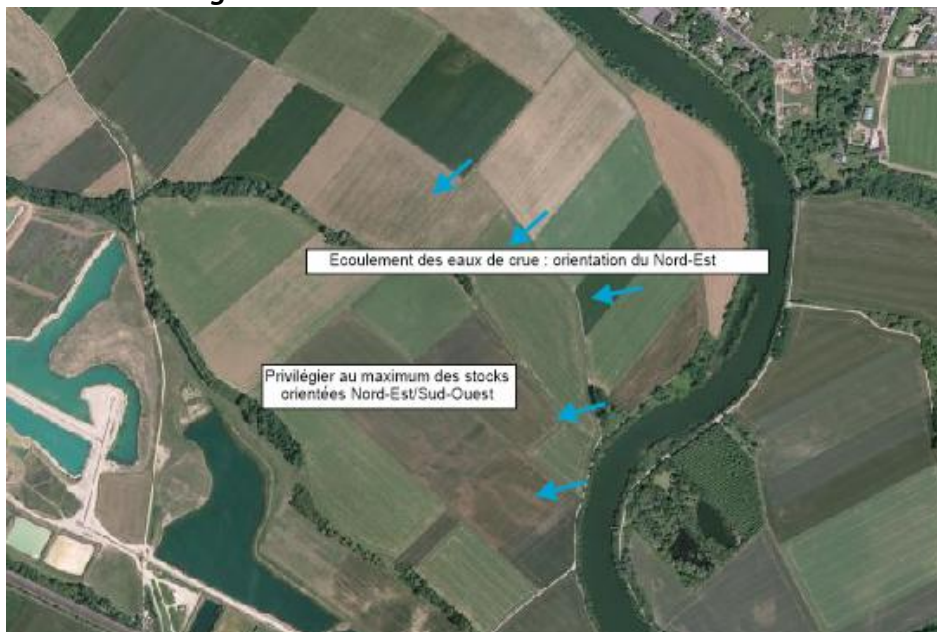 Ecoulement des eaux de crue : orientation du Nord-Est
Privilégier au maximum des stocks
orientées Nord-Est/Sud-Ouest